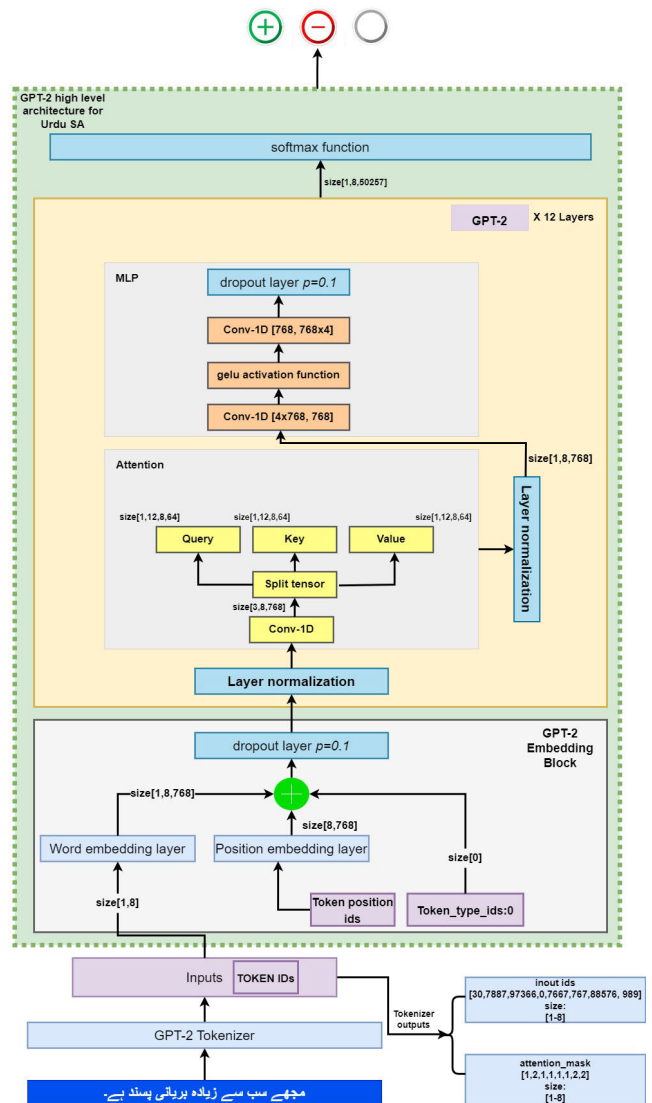 GPT-2 high level
architecture for
Urdu SA
softmax function
size[1,8,50257]
GPT-2
X 12 Layers
MLP
dropout layer p=0.1
Conv-1D [768, 768x4]
gelu activation function
Conv-1D [4x768, 768]
size[1,8,768]
Attention
Layer normalization
size[1,12,8,64]
size[1,12,8,64]
size[1,12,8,64]
Query
Key
Value
Split tensor
size[3,8,768]
Conv-1D
Layer normalization
GPT-2
Embedding
Block
dropout layer p=0.1
size[1,8,768]
size[8,768]
Word embedding layer
Position embedding layer
size[0]
size[1,8]
Token position
ids
Token_type_ids:0
Inputs
TOKEN IDs
Tokenizer
outputs
inout ids
[30,7887,97366,0,7667,767,88576, 989]
size:
[1-8]
GPT-2 Tokenizer
attention_mask
[1,2,1,1,1,1,2,2]
size:
[1-8]
مجھے سب سے زیادہ بریانی پسند ہے۔